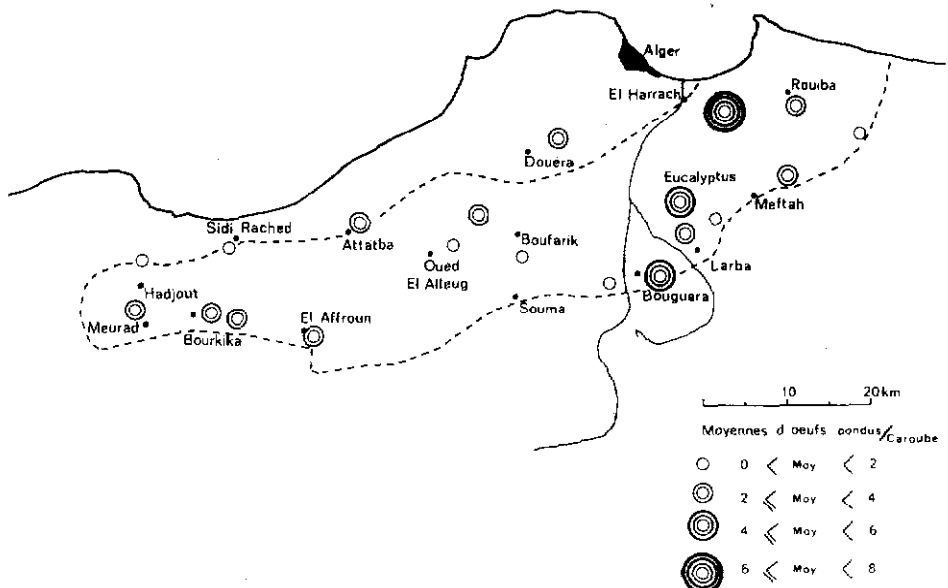 Alger
El Harrach
Rouiba
Douera
Eucalyptus
Meftah
Sidi Rached
Attatba
Boufarik
Oued
El Alleug
Larba
Hadjout
Bouguara
Souma
Meurad
Bourkika
El Affroun
10 20 km
Moyennes d oeufs pondus/Caroube
0 < Moy < 2
2 ≤ Moy < 4
4 ≤ Moy < 6
6 ≤ Moy < 8